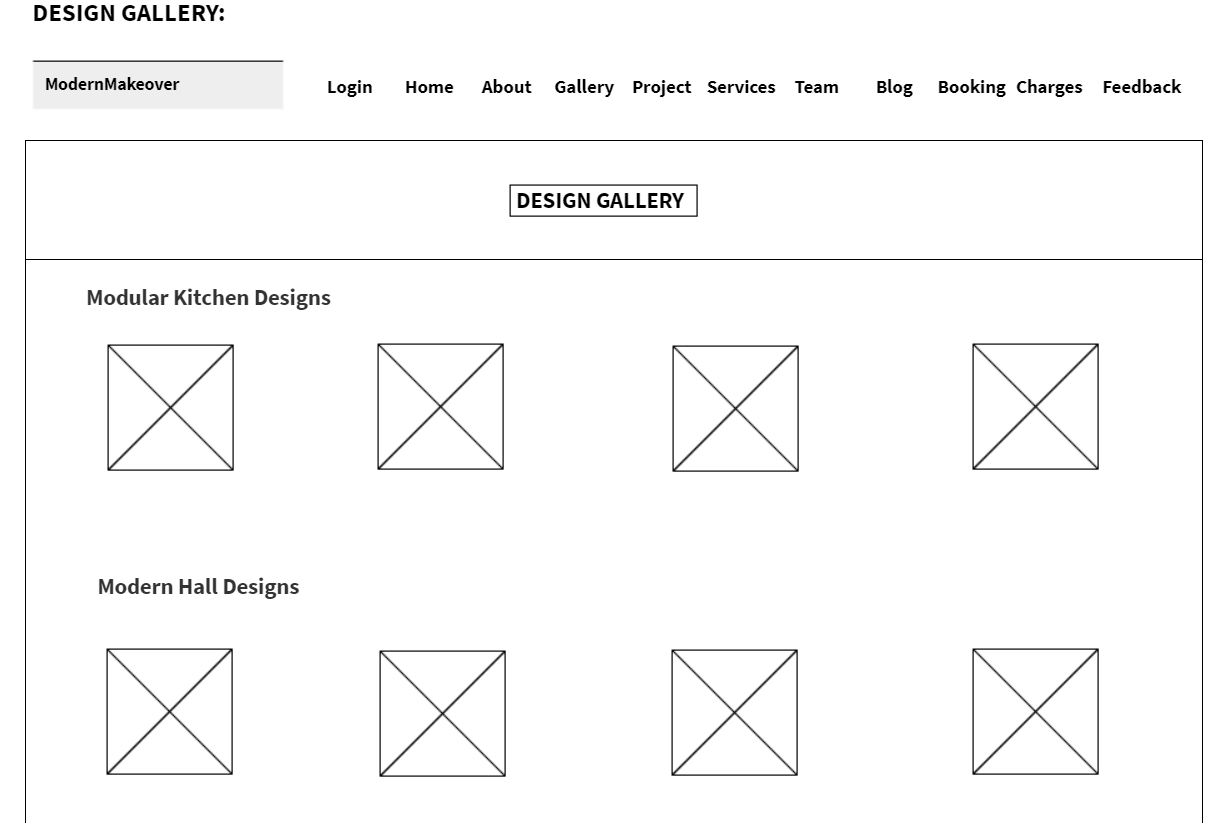 DESIGN GALLERY:
ModernMakeover Login Home About Gallery Project Services Team Blog Booking Charges Feedback
DESIGN GALLERY
Modular Kitchen Designs
Modern Hall Designs